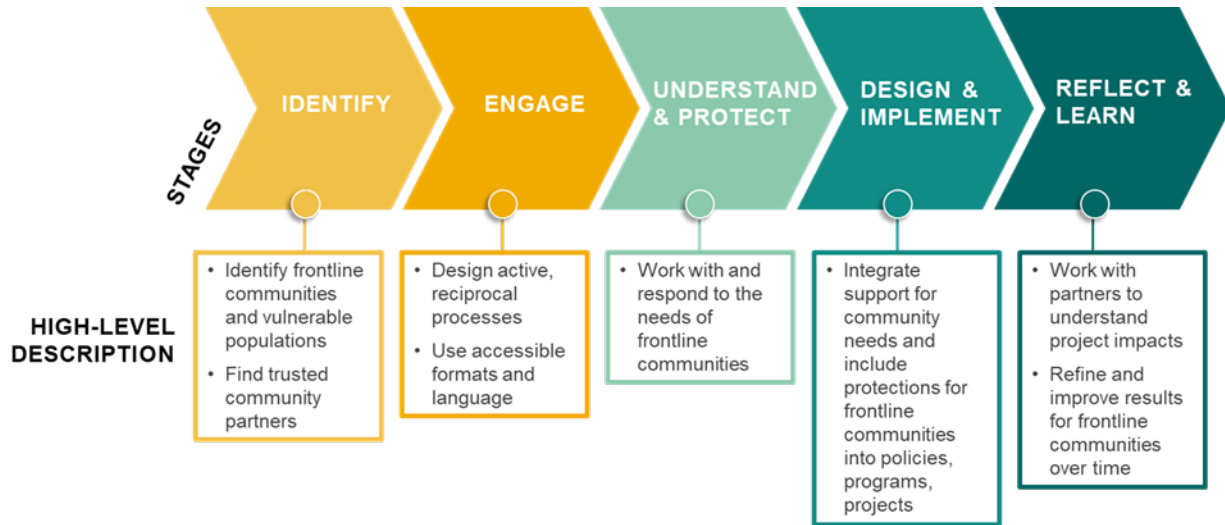 STAGES
IDENTIFY
ENGAGE
UNDERSTAND
& PROTECT
DESIGN &
IMPLEMENT
REFLECT &
LEARN
HIGH-LEVEL
DESCRIPTION
• Identify frontline
communities
and vulnerable
populations
• Find trusted
community
partners
• Design active,
reciprocal
processes
• Use accessible
formats and
language
• Work with and
respond to the
needs of
frontline
communities
• Integrate
support for
community
needs and
include
protections for
frontline
communities
into policies,
programs,
projects
• Work with
partners to
understand
project impacts
• Refine and
improve results
for frontline
communities
over time